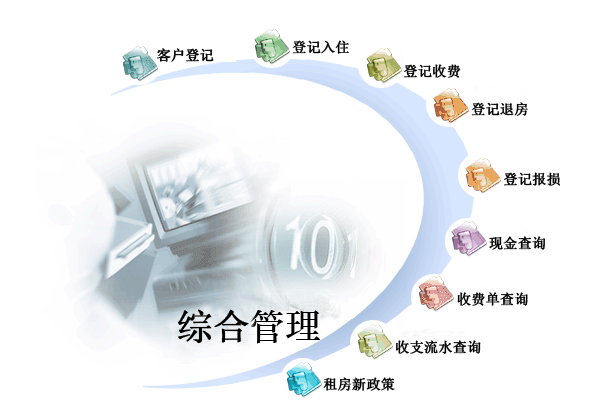 客户登记
登记入住
登记收费
登记退房
登记报损
现金查询
收费单查询
收支流水查询
租房新政策
101
综合管理